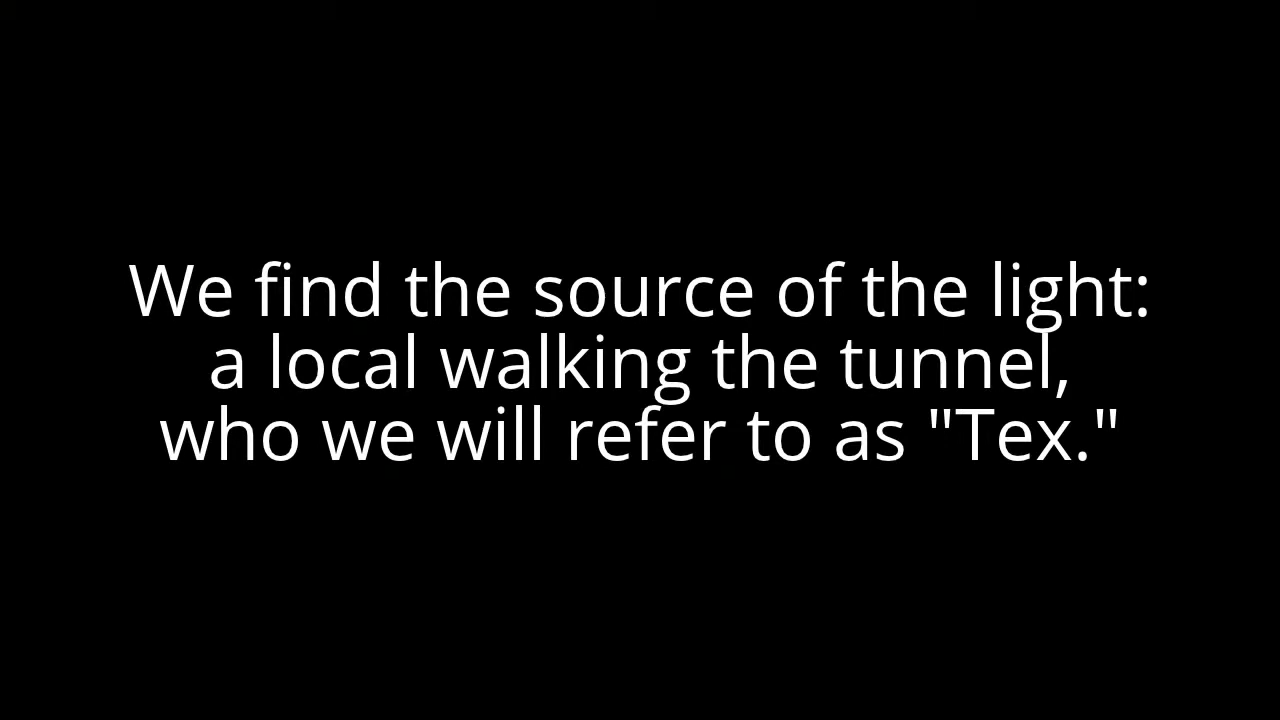 We find the source of the light:
a local walking the tunnel,
who we will refer to as "Tex."